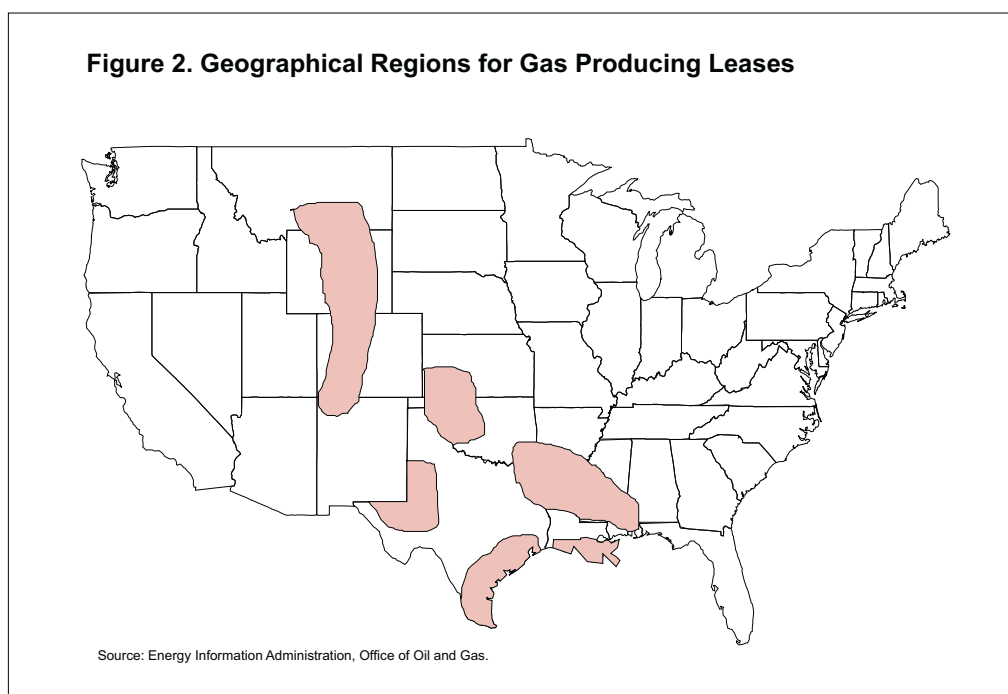 Figure 2. Geographical Regions for Gas Producing Leases
Source: Energy Information Administration, Office of Oil and Gas.